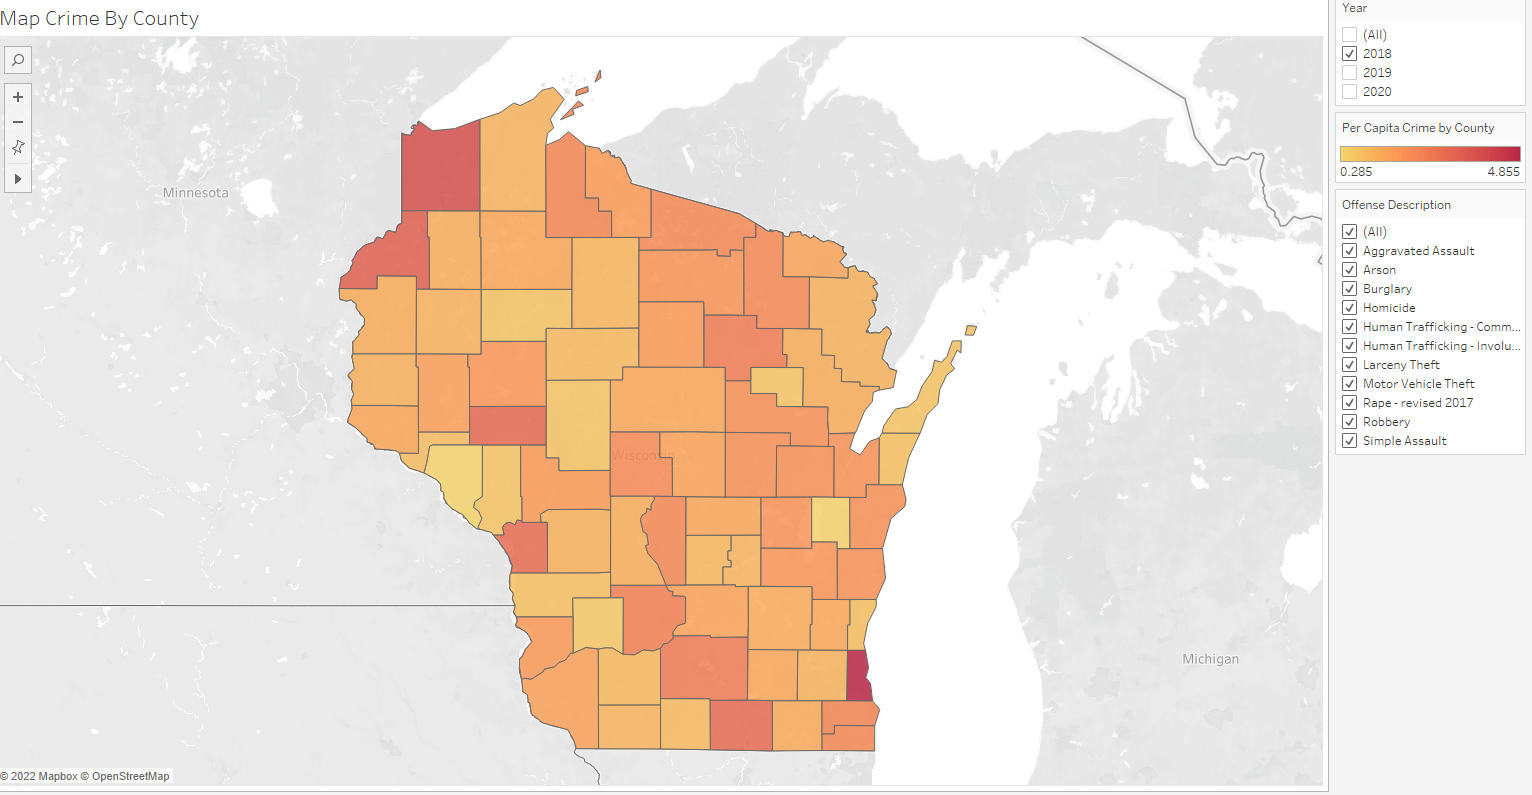 Map Crime By County
Minnesota
Wisconsin
Michigan
© 2022 Mapbox © OpenStreetMap
Year
(All)
2018
2019
2020
Per Capita Crime by County
0.285 4.855
Offense Description
(All)
Aggravated Assault
Arson
Burglary
Homicide
Human Trafficking - Comm...
Human Trafficking - Involu...
Larceny Theft
Motor Vehicle Theft
Rape - revised 2017
Robbery
Simple Assault